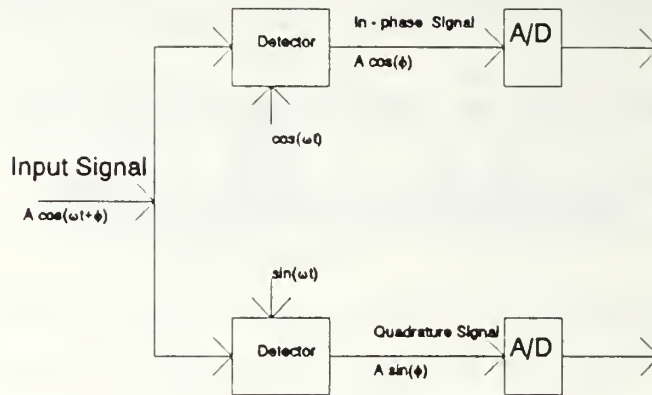 In - phase Signal
A/D
Detector
A cos(ϕ)
cos(ωt)
Input Signal
A cos(ωt+ϕ)
sin(ωt)
Quadrature Signal
A/D
Detector
A sin(ϕ)